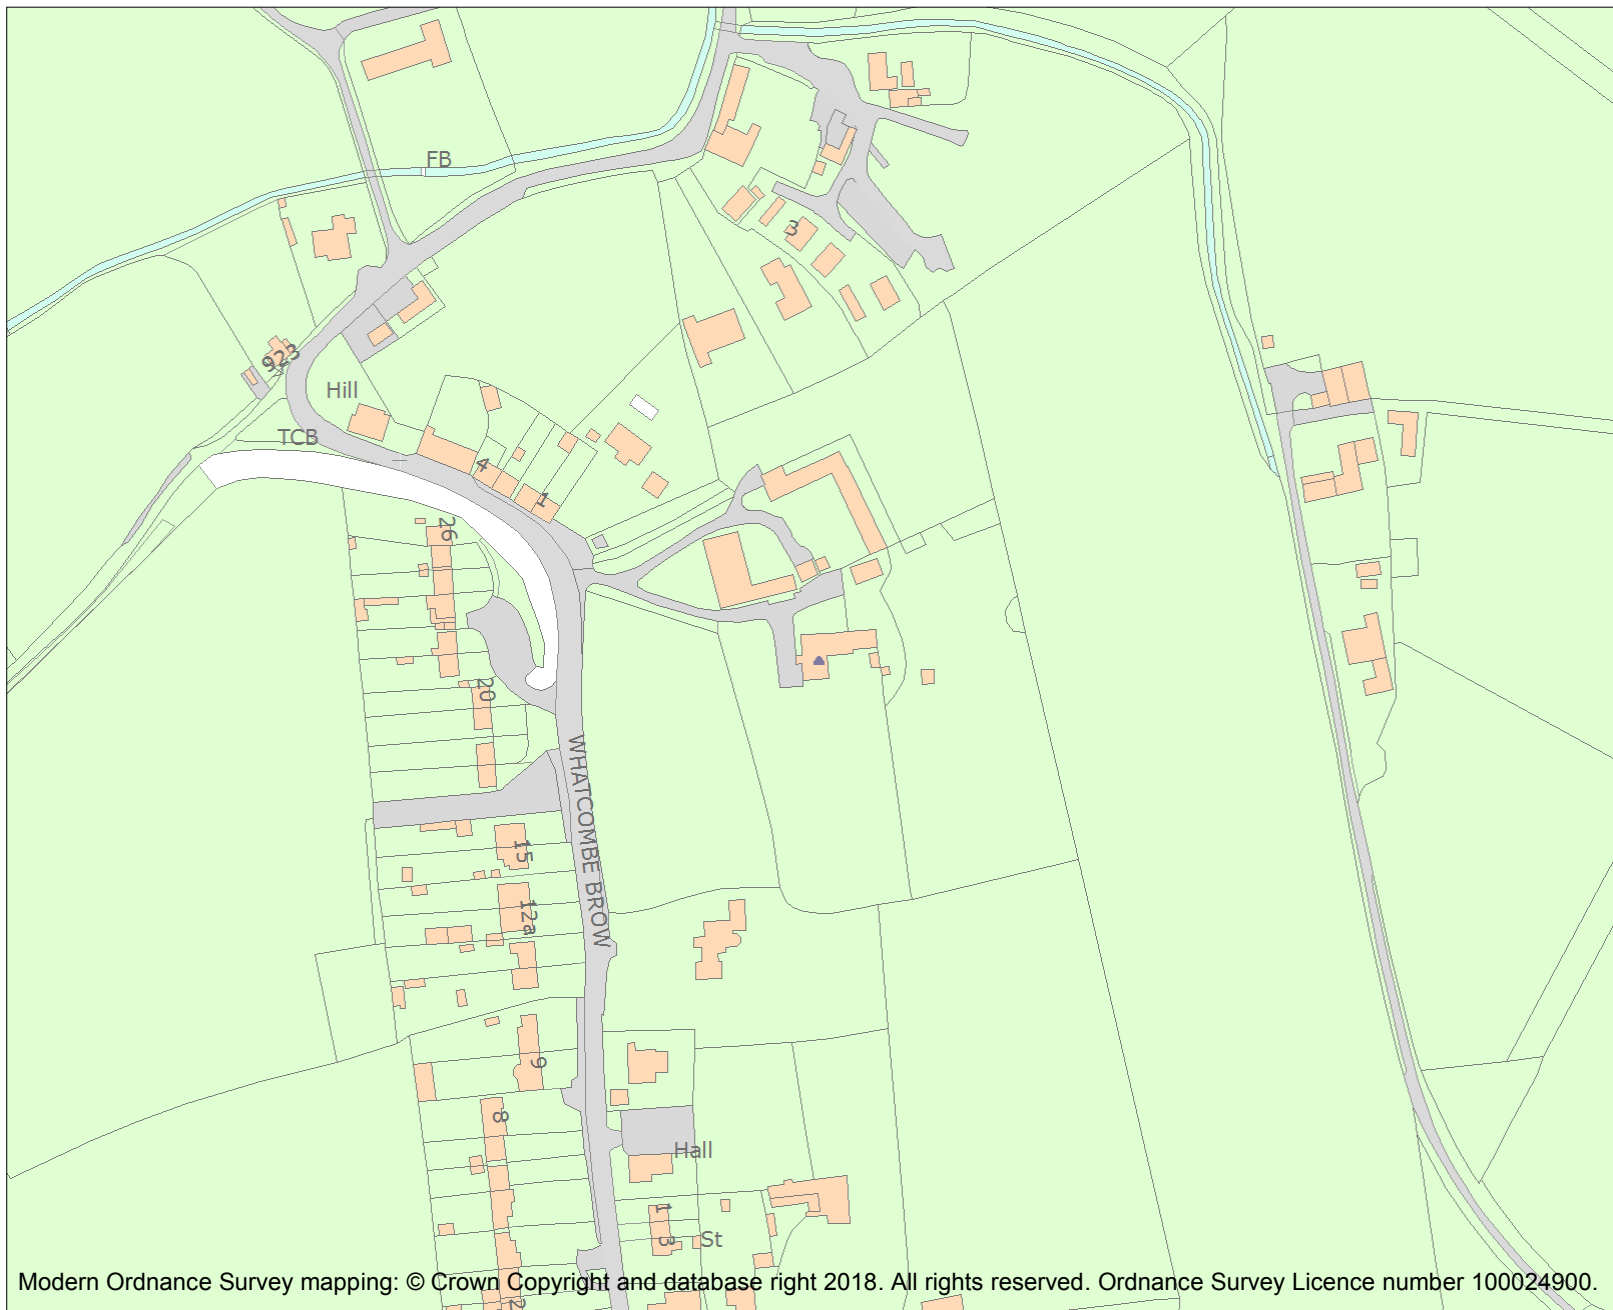 FB
3
923
Hill
TCB
4
1
26
20
WHATCOMBE BROW
15
12a
9
8
Hall
1
3
St
2
Modern Ordnance Survey mapping: © Crown Copyright and database right 2018. All rights reserved. Ordnance Survey Licence number 100024900.